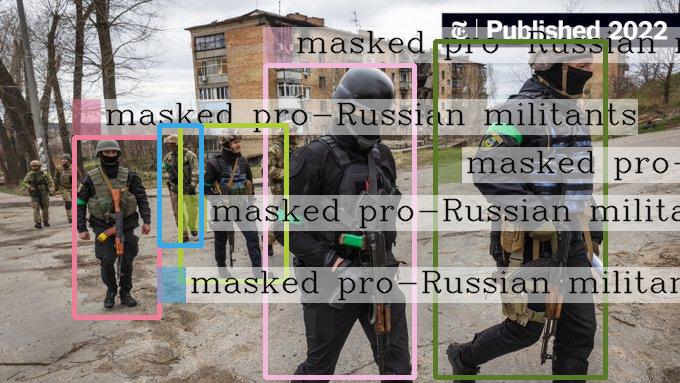 Published 2022
masked pro-Russian
masked pro-Russian militants
masked pro-
masked pro-Russian milita
masked pro-Russian militan